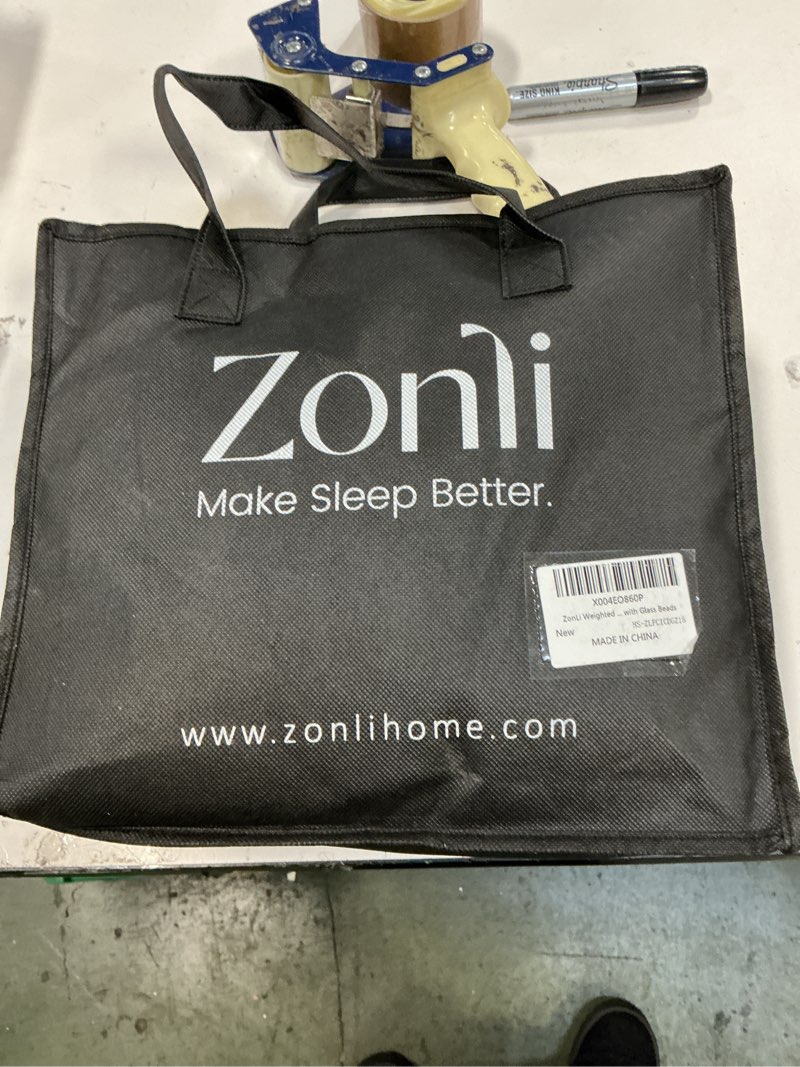 Sharpie
KING SIZE
Zonli
Make Sleep Better.
X004EO860P
ZonLi Weighted ... with Glass Beads
New
MADE IN CHINA
www.zonlihome.com